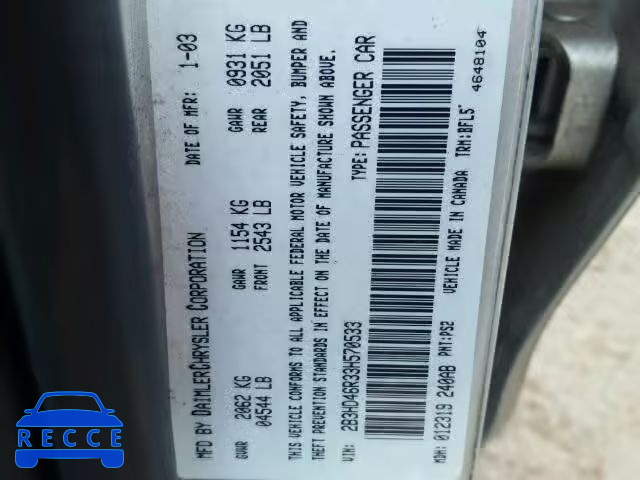 MFD BY DAIMLERCHRYSLER CORPORATION DATE OF MFR: 1-03
GVWR 2062 KG GAWR 1154 KG GAWR 0931 KG
04544 LB FRONT 2543 LB REAR 2051 LB
THIS VEHICLE CONFORMS TO ALL APPLICABLE FEDERAL MOTOR VEHICLE SAFETY, BUMPER AND
THEFT PREVENTION STANDARDS IN EFFECT ON THE DATE OF MANUFACTURE SHOWN ABOVE.
VIN: 2B3HD46R33H570533 TYPE: PASSENGER CAR
MDH: 012319 240AB PNT: PS2 VEHICLE MADE IN CANADA TRM: BFL5
4648104
RECCE